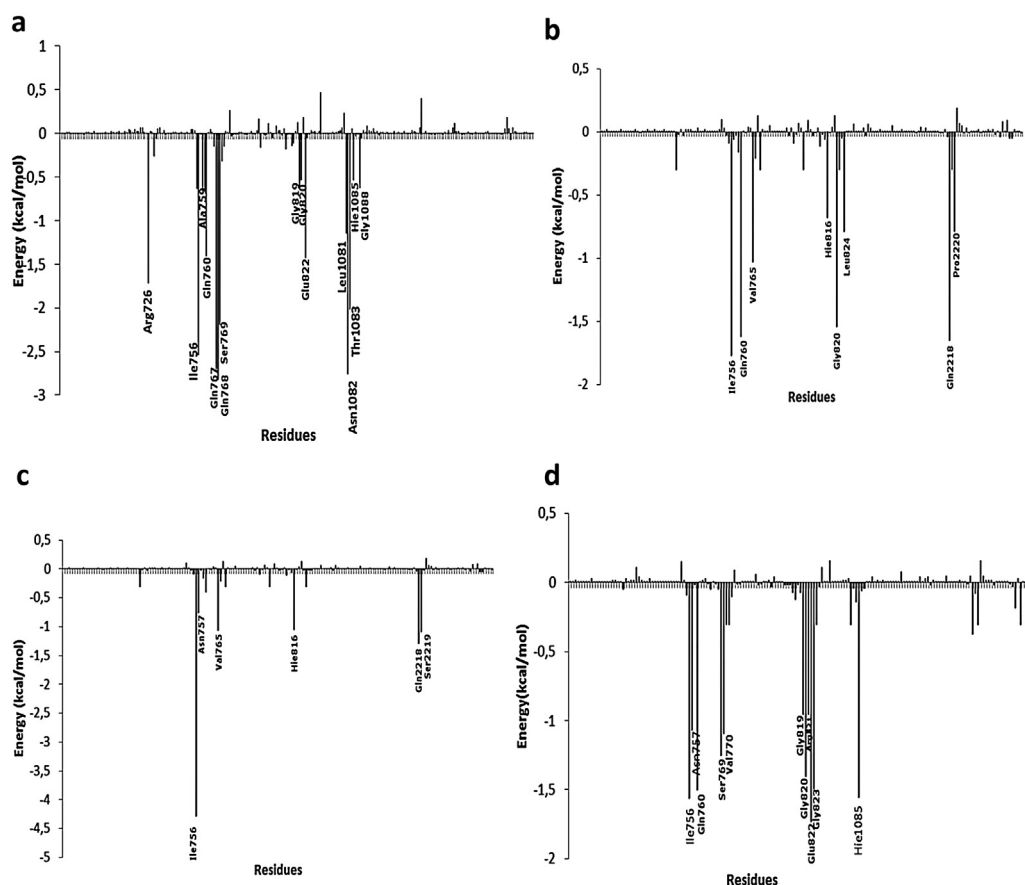 a
Energy (kcal/mol)
1
0,5
0
-0,5
-1
-1,5
-2
-2,5
-3
Arg726
Ile756
Ala759
Gln760
Gln767
Gln768
Ser769
Gly819
Gly820
Glu822
Leu1081
Asn1082
Thr1083
Hie1085
Gly1088
Residues
b
Energy (kcal/mol)
0,5
0
-0,5
-1
-1,5
-2
Ile756
Gln760
Val765
Hie816
Gly820
Leu824
Gln2218
Pro2220
Residues
c
Energy (kcal/mol)
0,5
0
-0,5
-1
-1,5
-2
-2,5
-3
-3,5
-4
-4,5
-5
Ile756
Asn757
Val765
Hie816
Gln2218
Ser2219
Residues
d
Energy(kcal/mol)
0,5
0
-0,5
-1
-1,5
-2
Ile756
Asn757
Gln760
Ser769
Val770
Gly819
Gly820
Glu822
Gly823
Hie1085
Residues